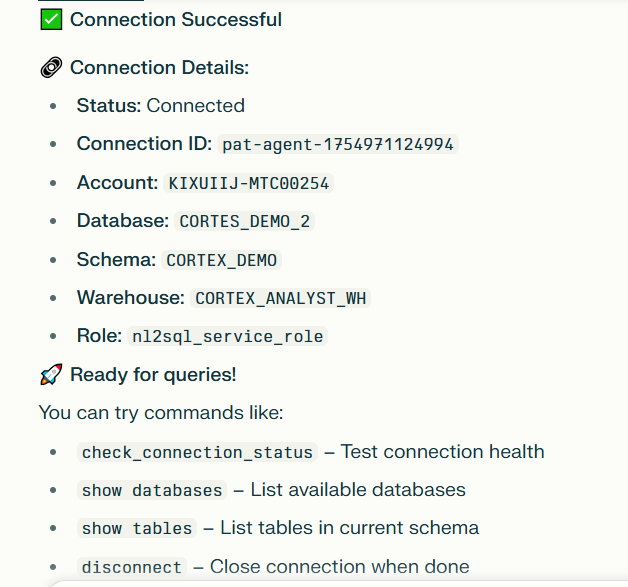 ✅ Connection Successful
🔗 Connection Details:
• Status: Connected
• Connection ID: pat-agent-1754971124994
• Account: KIXUIIJ-MTC00254
• Database: CORTES_DEMO_2
• Schema: CORTEX_DEMO
• Warehouse: CORTEX_ANALYST_WH
• Role: nl2sql_service_role
🚀 Ready for queries!
You can try commands like:
• check_connection_status – Test connection health
• show databases – List available databases
• show tables – List tables in current schema
• disconnect – Close connection when done